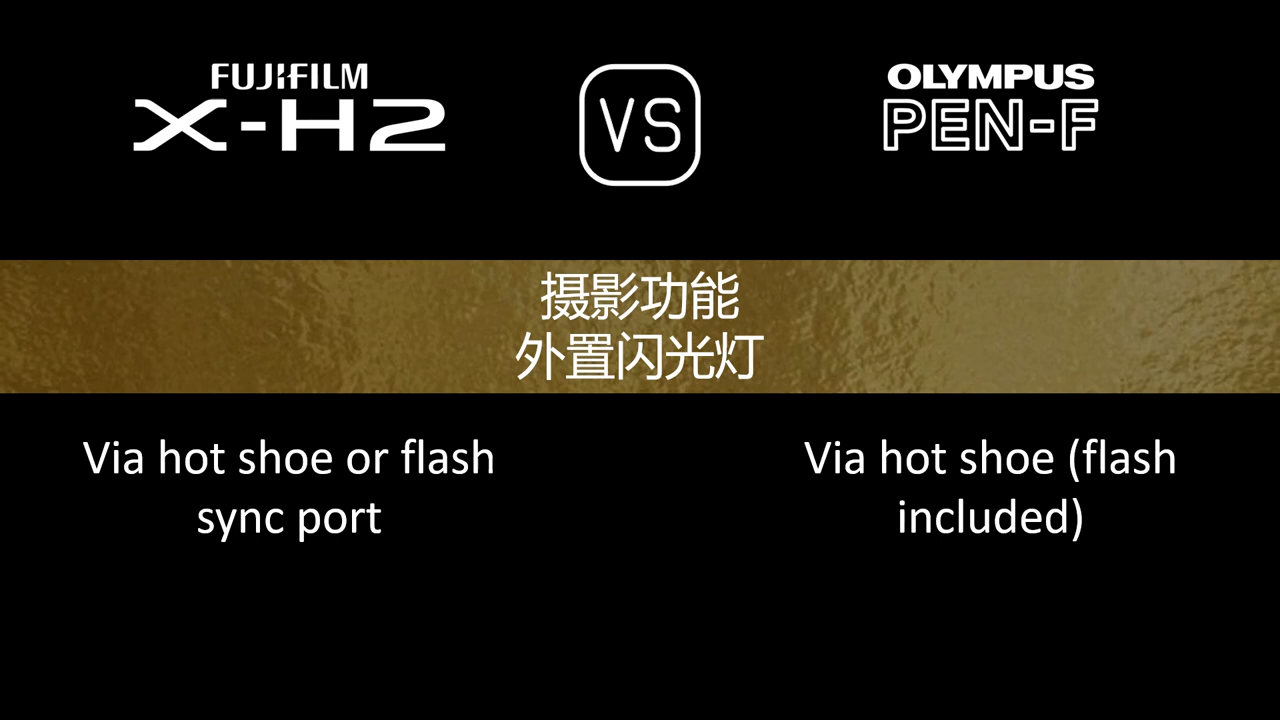 FUJIFILM
X-H2
VS
OLYMPUS
PEN-F
摄影功能
外置闪光灯
Via hot shoe or flash
sync port
Via hot shoe (flash
included)